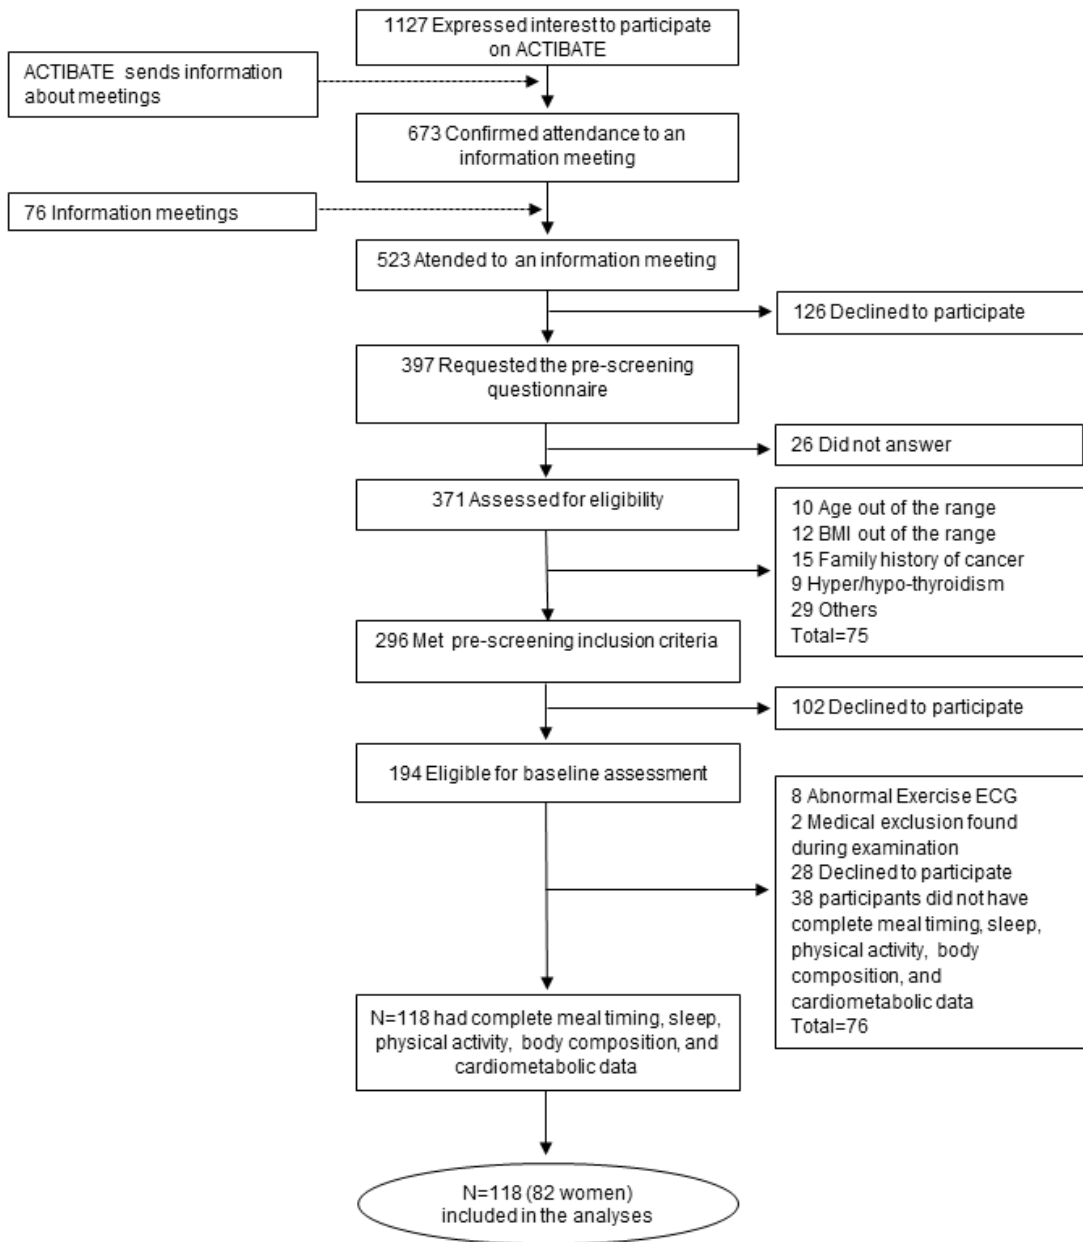 1127 Expressed interest to participate
on ACTIBATE
ACTIBATE sends information
about meetings
673 Confirmed attendance to an
information meeting
76 Information meetings
523 Atended to an information meeting
126 Declined to participate
397 Requested the pre-screening
questionnaire
26 Did not answer
371 Assessed for eligibility
10 Age out of the range
12 BMI out of the range
15 Family history of cancer
9 Hyper/hypo-thyroidism
29 Others
Total=75
296 Met pre-screening inclusion criteria
102 Declined to participate
194 Eligible for baseline assessment
8 Abnormal Exercise ECG
2 Medical exclusion found
during examination
28 Declined to participate
38 participants did not have
complete meal timing, sleep,
physical activity, body
composition, and
cardiometabolic data
Total=76
N=118 had complete meal timing, sleep,
physical activity, body composition, and
cardiometabolic data
N=118 (82 women)
included in the analyses